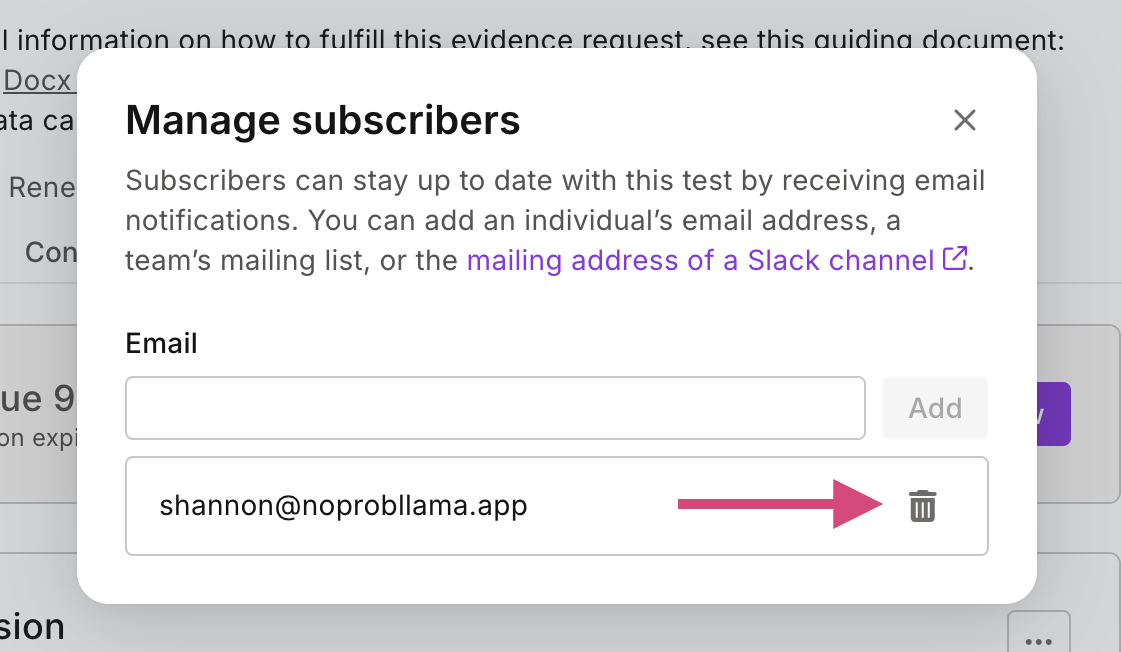 l information on how to fulfill this evidence request, see this guiding document:
Docx
ata ca
Manage subscribers
Rene
Subscribers can stay up to date with this test by receiving email
notifications. You can add an individual’s email address, a
Con
team’s mailing list, or the mailing address of a Slack channel.
Email
ue 9
Add
on expi
shannon@noprobllama.app
sion